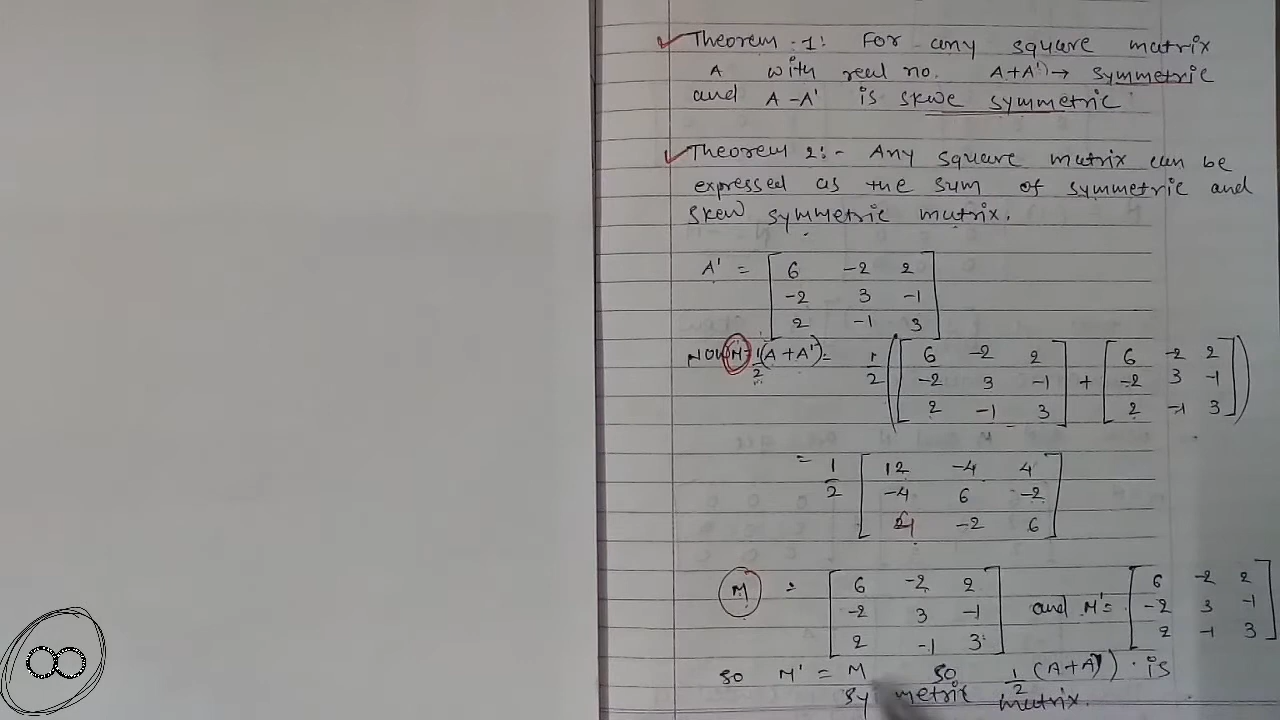 Theorem .1: For any square matrix
A with real no. A+A') → symmetric
and A-A' is skwe symmetric
Theorem 2:- Any square matrix can be
expressed as the sum of symmetric and
skew symmetric matrix.
A' = [6 -2 2
-2 3 -1
2 -1 3]
NOW M = 1/2 (A+A') = 1/2 ([6 -2 2
-2 3 -1
2 -1 3] + [6 -2 2
-2 3 -1
2 -1 3])
= 1/2 [12 -4 4
-4 6 -2
4 -2 6]
M = [6 -2 2
-2 3 -1
2 -1 3] and M' = [6 -2 2
-2 3 -1
2 -1 3]
so M' = M so 1/2 (A+A') is
matrix.